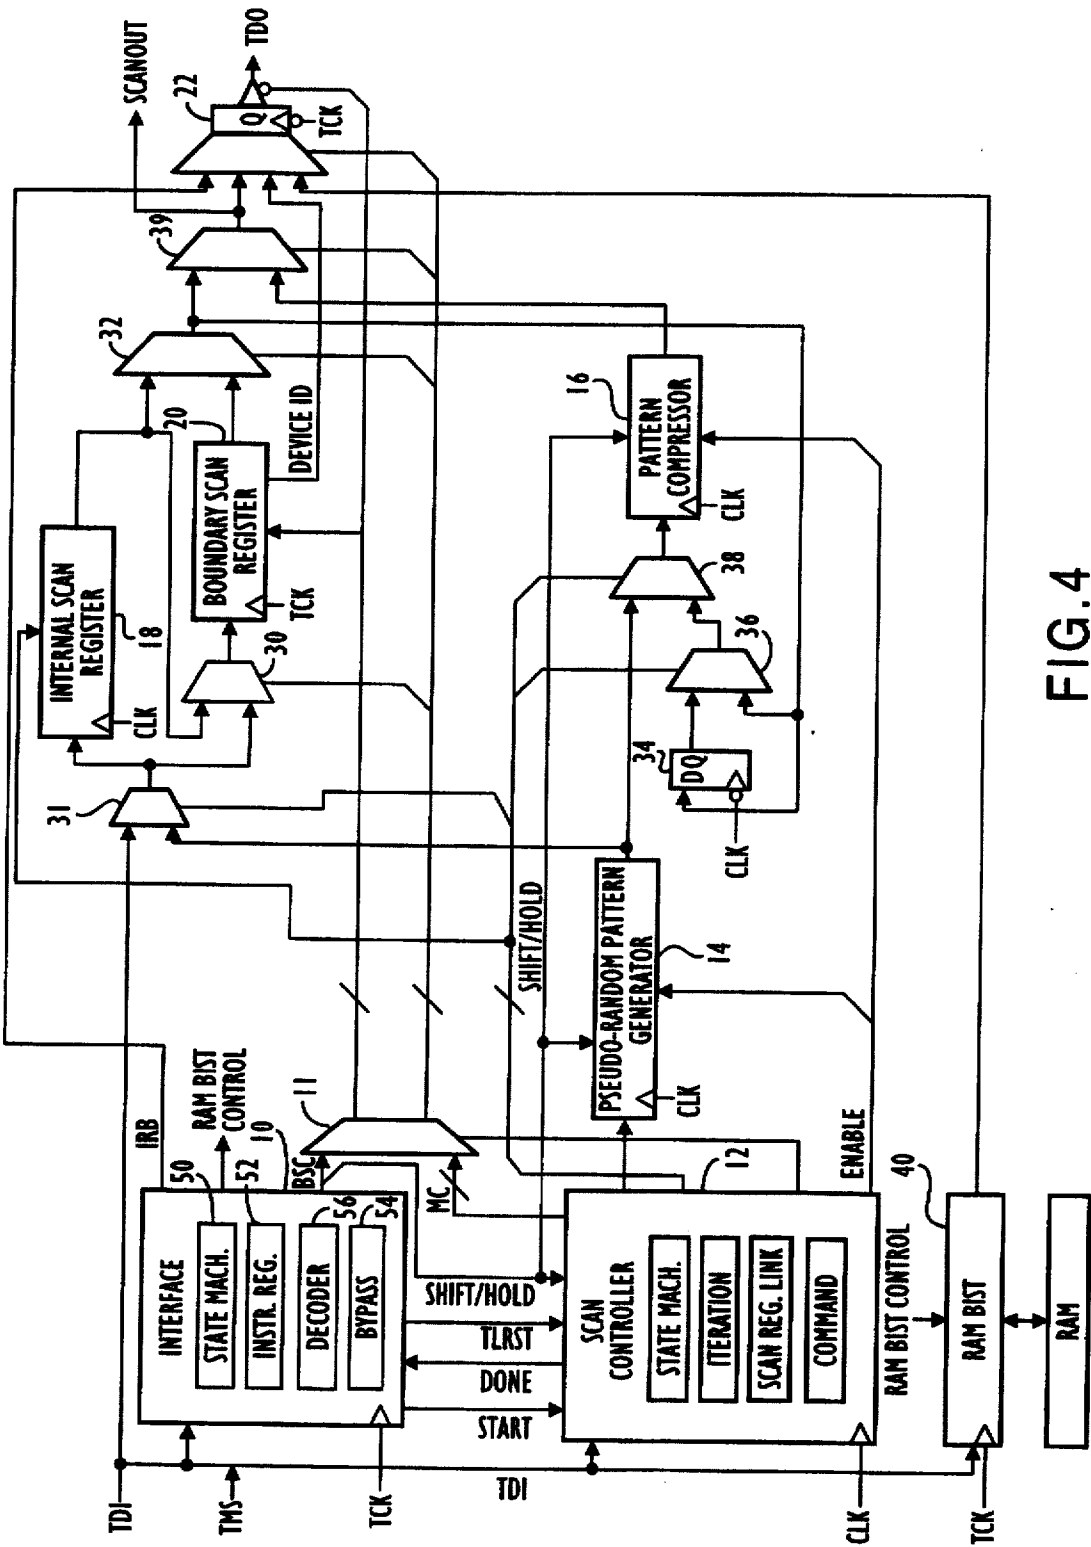 TDI
TMS
TCK
INTERFACE
STATE MACH.
50
INSTR. REG.
52
DECODER
56
BYPASS
54
10
IRB
RAM BIST
CONTROL
BSC
MC
11
SHIFT/HOLD
TLRST
DONE
START
TDI
SCAN
CONTROLLER
STATE MACH.
ITERATION
SCAN REG. LINK
COMMAND
12
CLK
ENABLE
RAM BIST CONTROL
40
RAM BIST
TCK
RAM
31
INTERNAL SCAN
REGISTER
18
CLK
30
BOUNDARY SCAN
REGISTER
20
TCK
DEVICE ID
32
39
SCANOUT
22
Q
TCK
TDO
SHIFT/HOLD
PSEUDO-RANDOM PATTERN
GENERATOR
14
CLK
34
DQ
CLK
36
38
PATTERN
COMPRESSOR
16
CLK
FIG.4